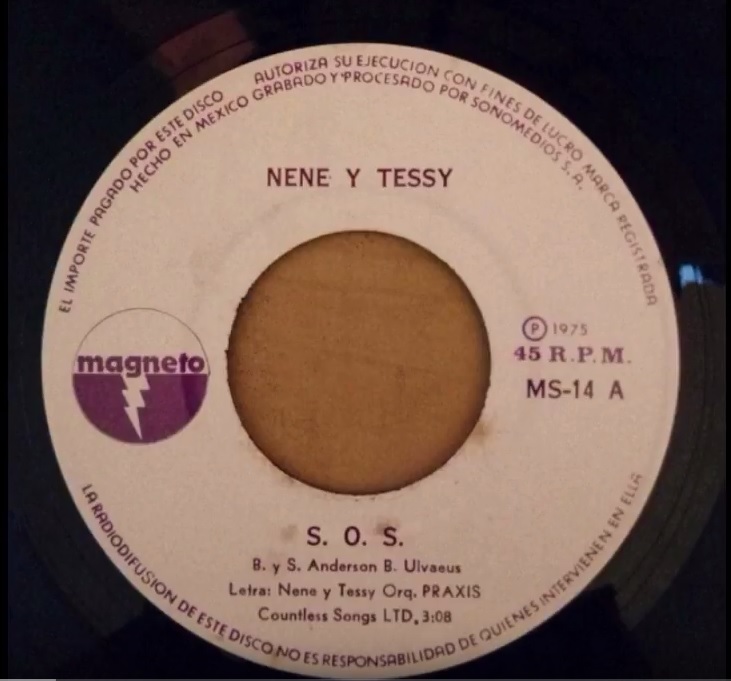 EL IMPORTE PAGADO POR ESTE DISCO AUTORIZA SU EJECUCION CON FINES DE LUCRO MARCA REGISTRADA
HECHO EN MEXICO GRABADO Y PROCESADO POR SONOMEDIOS S. A.
NENE Y TESSY
magneto
Ⓟ 1975
45 R.P.M.
MS-14 A
S. O. S.
B. y S. Anderson B. Ulvaeus
Letra: Nene y Tessy Orq. PRAXIS
Countless Songs LTD, 3:08
LA RADIODIFUSION DE ESTE DISCO NO ES RESPONSABILIDAD DE QUIENES INTERVIENEN EN ELLA